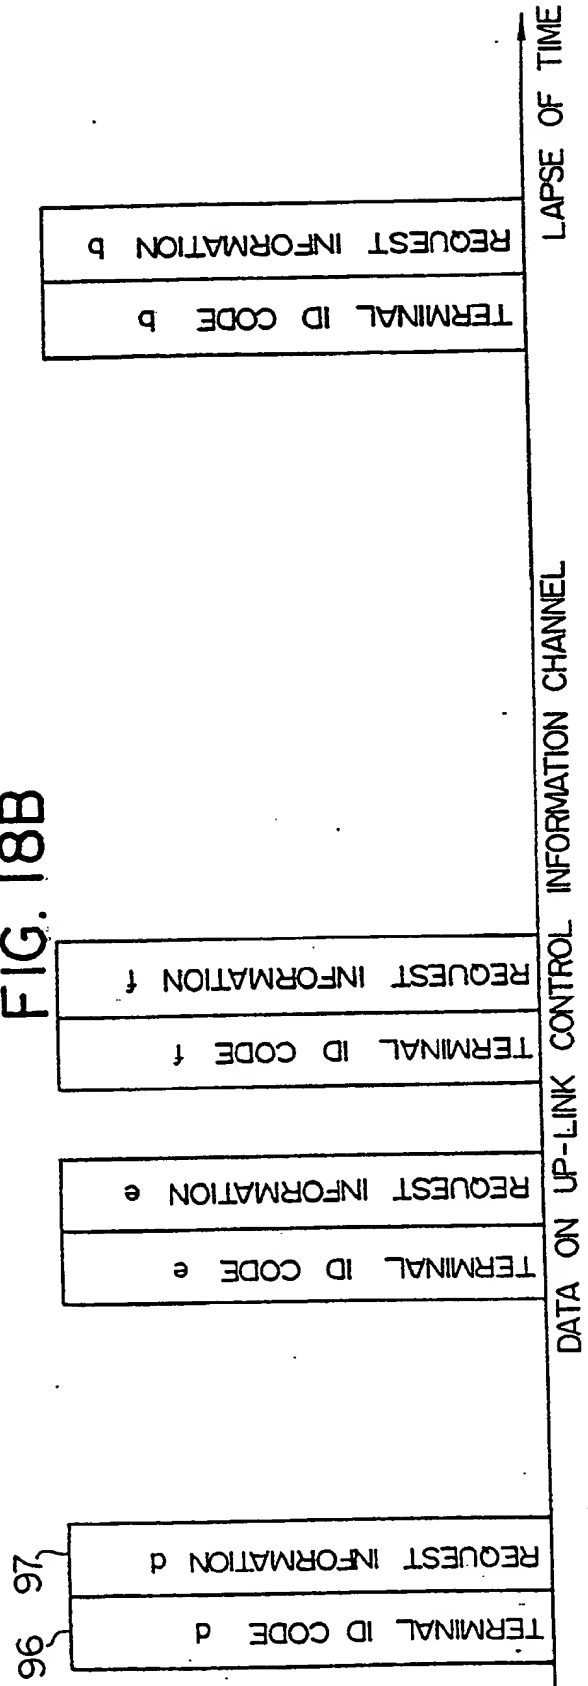 FIG. 18B
96
97
TERMINAL ID CODE d
REQUEST INFORMATION d
TERMINAL ID CODE e
REQUEST INFORMATION e
TERMINAL ID CODE f
REQUEST INFORMATION f
TERMINAL ID CODE b
REQUEST INFORMATION b
LAPSE OF TIME
DATA ON UP-LINK CONTROL INFORMATION CHANNEL